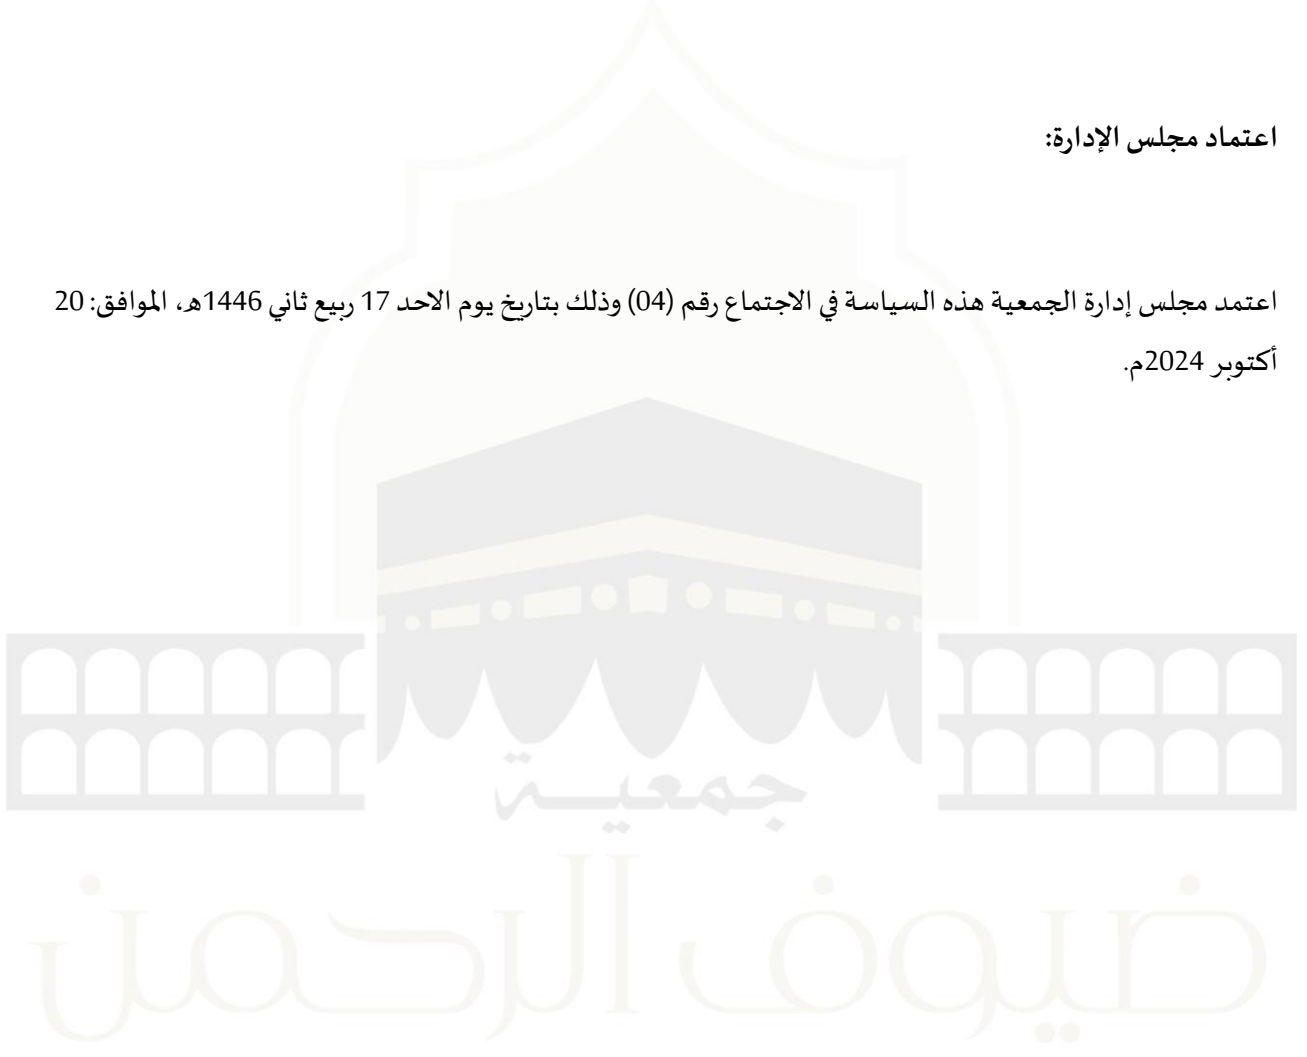 اعتماد مجلس الإدارة:
اعتمد مجلس إدارة الجمعية هذه السياسة في الاجتماع رقم (04) وذلك بتاريخ يوم الاحد 17 ربيع ثاني 1446هـ، الموافق: 20
أكتوبر 2024م.
جمعيــة
ضيوف الرحمن